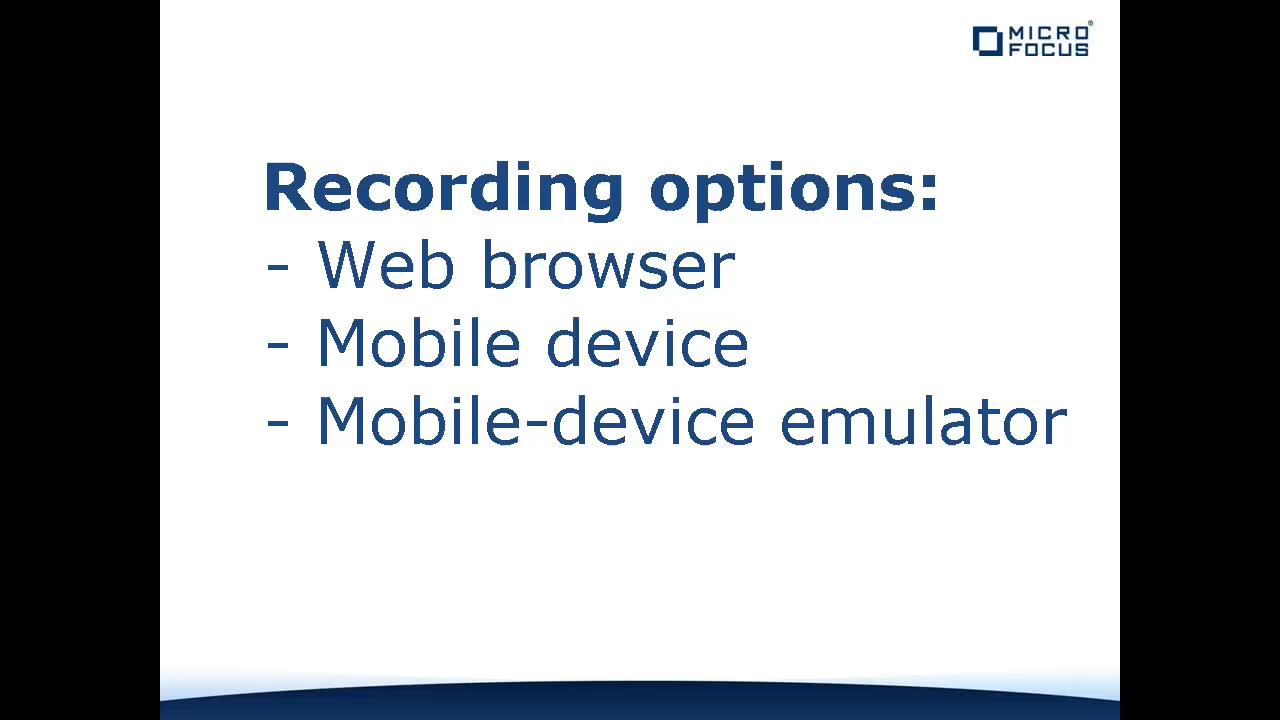 MICRO
FOCUS®
Recording options:
- Web browser
- Mobile device
- Mobile-device emulator